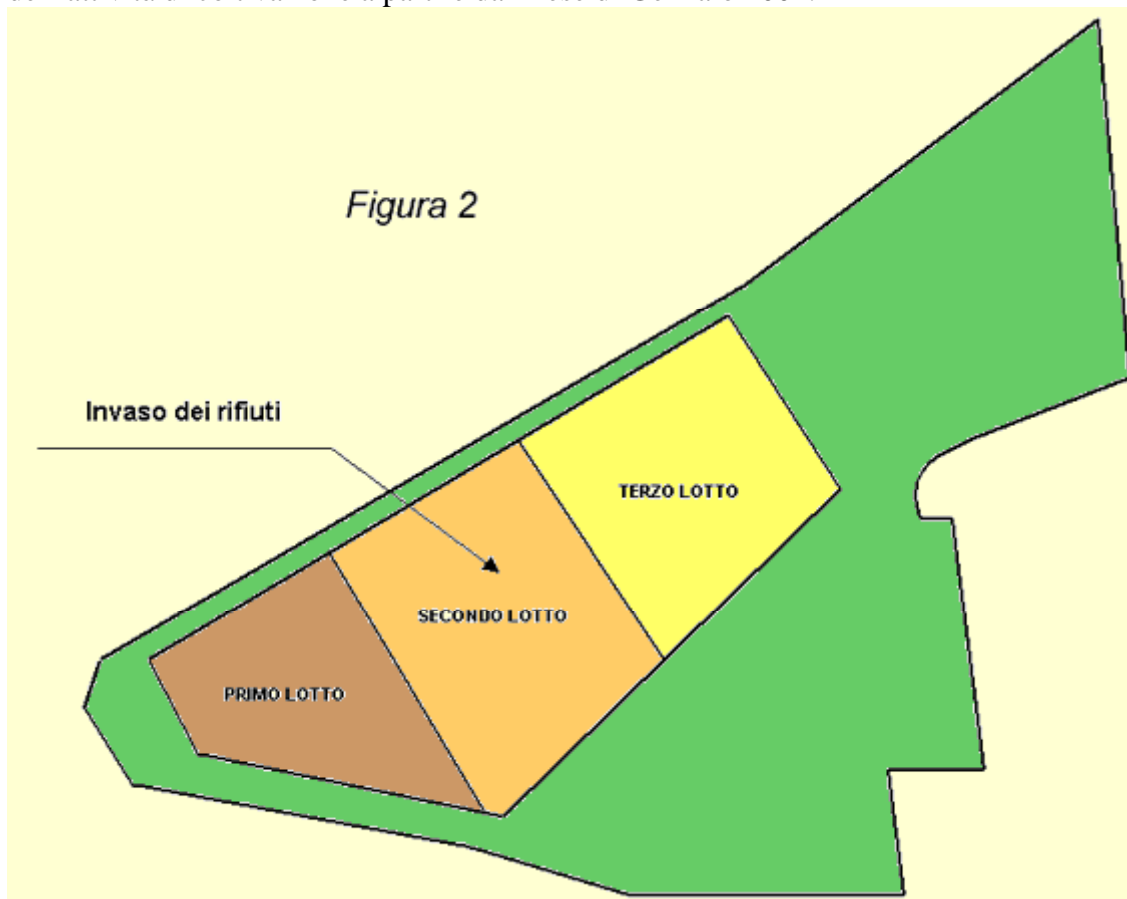 Figura 2
Invaso dei rifiuti
TERZO LOTTO
SECONDO LOTTO
PRIMO LOTTO